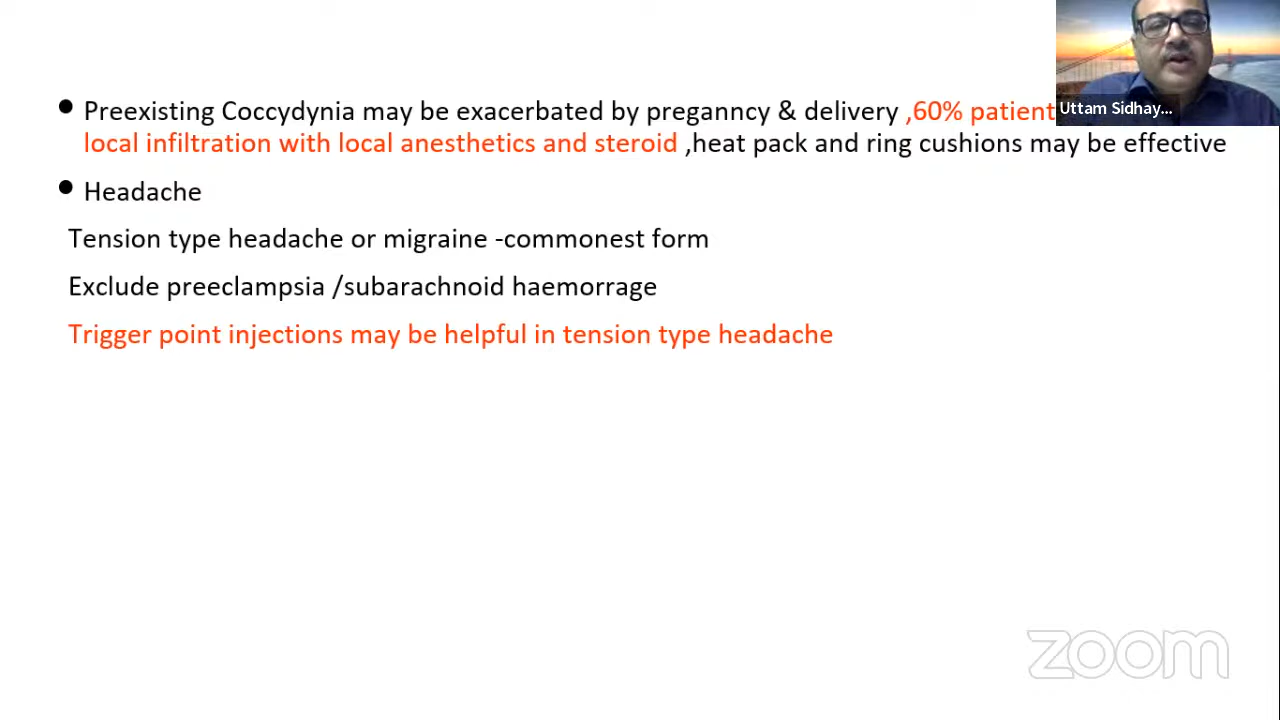 • Preexisting Coccydynia may be exacerbated by preganncy & delivery ,60% patient
local infiltration with local anesthetics and steroid ,heat pack and ring cushions may be effective
• Headache
Tension type headache or migraine -commonest form
Exclude preeclampsia /subarachnoid haemorrage
Trigger point injections may be helpful in tension type headache
Uttam Sidhay...
zoom